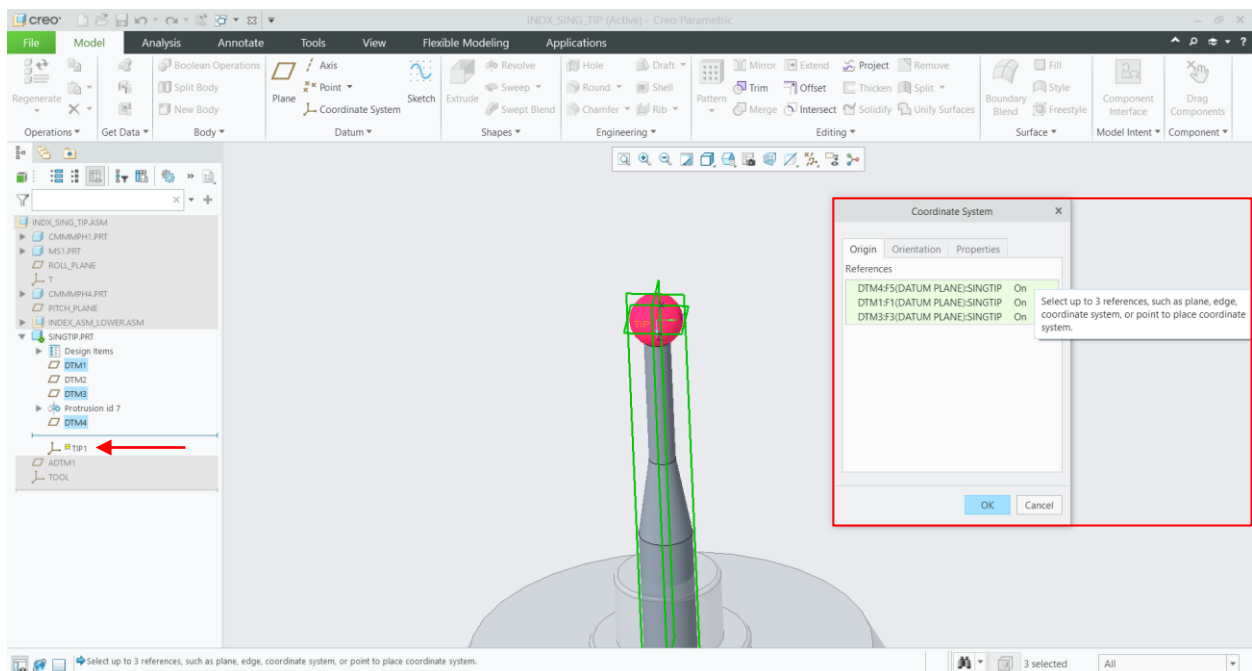 creo®
INDX_SING_TIP (Active) - Creo Parametric
File Model Analysis Annotate Tools View Flexible Modeling Applications
Regenerate
Operations
Get Data
Boolean Operations
Split Body
New Body
Body
Plane
Axis
Point
Coordinate System
Sketch
Datum
Extrude
Revolve
Sweep
Swept Blend
Shapes
Hole
Draft
Round
Shell
Chamfer
Rib
Engineering
Pattern
Mirror
Extend
Project
Remove
Trim
Offset
Thicken
Split
Merge
Intersect
Solidify
Unify Surfaces
Editing
Boundary Blend
Fill
Style
Freestyle
Surface
Component Interface
Model Intent
Drag Components
Component
INDX_SING_TIP.ASM
CMMMPH1.PRT
MS1.PRT
ROLL_PLANE
T
CMMMPH4.PRT
PITCH_PLANE
INDEX_ASM_LOWER.ASM
SINGTIP.PRT
Design Items
DTM1
DTM2
DTM3
Protrusion id 7
DTM4
TIP1
ADTM1
TOOL
Coordinate System
Origin Orientation Properties
References
DTM4:F5(DATUM PLANE):SINGTIP On
DTM1:F1(DATUM PLANE):SINGTIP On
DTM3:F3(DATUM PLANE):SINGTIP On
Select up to 3 references, such as plane, edge,
coordinate system, or point to place coordinate
system.
OK Cancel
Select up to 3 references, such as plane, edge, coordinate system, or point to place coordinate system.
3 selected
All